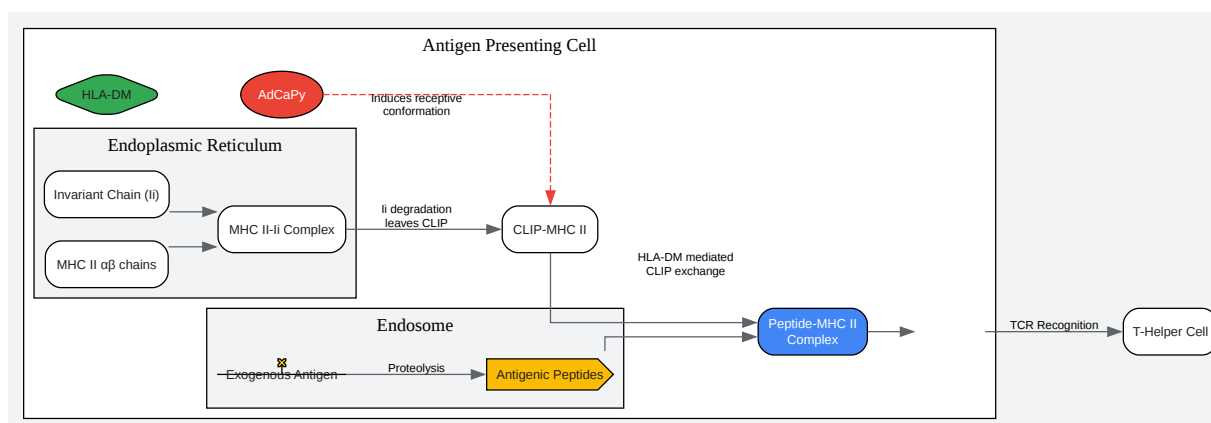 Antigen Presenting Cell
HLA-DM
AdCaPy
Induces receptive
conformation
Endoplasmic Reticulum
Invariant Chain (Ii)
MHC II αβ chains
MHC II-Ii Complex
Ii degradation
leaves CLIP
CLIP-MHC II
HLA-DM mediated
CLIP exchange
Endosome
Exogenous Antigen
Proteolysis
Antigenic Peptides
Peptide-MHC II
Complex
TCR Recognition
T-Helper Cell